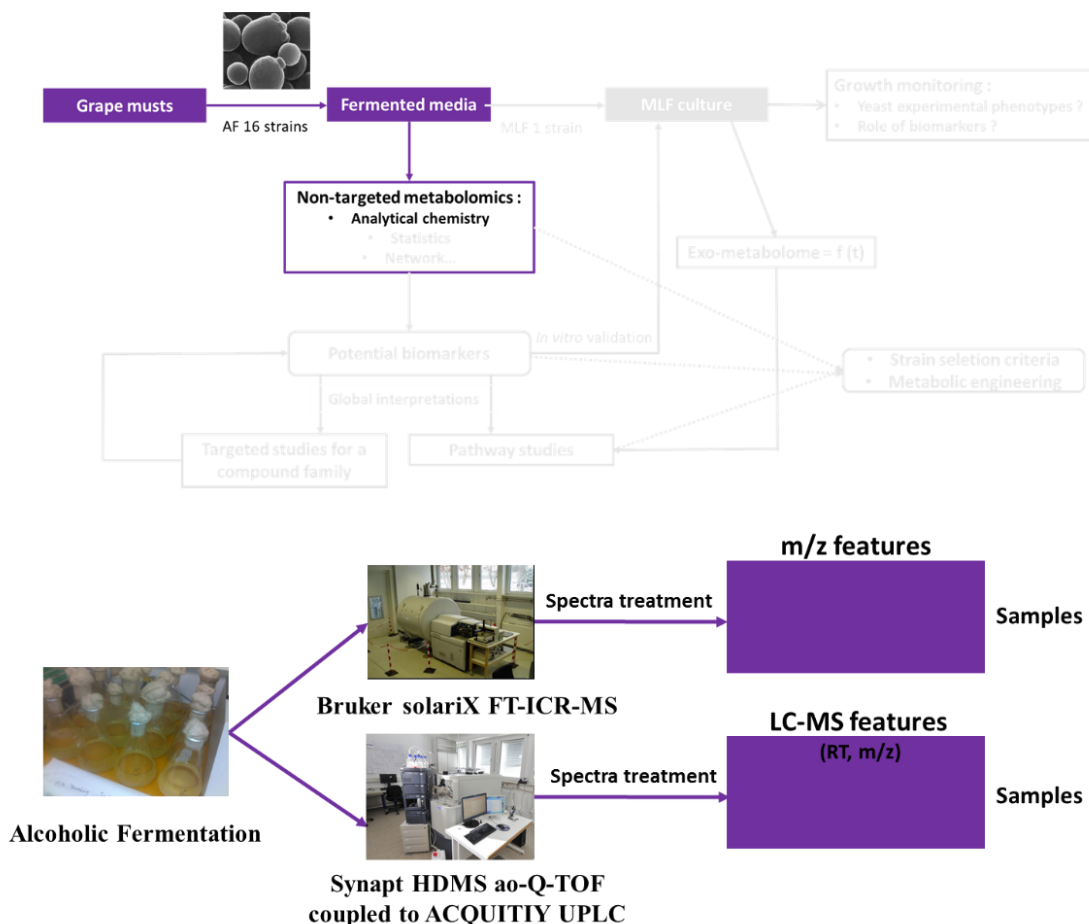 Grape musts
AF 16 strains
Fermented media
MLF 1 strain
MLF culture
Growth monitoring :
• Yeast experimental phenotypes ?
• Role of biomarkers ?
Non-targeted metabolomics :
• Analytical chemistry
• Statistics
• Network...
Exo-metabolome = f (t)
In vitro validation
Potential biomarkers
• Strain seletion criteria
• Metabolic engineering
Global interpretations
Targeted studies for a
compound family
Pathway studies
m/z features
Spectra treatment
Samples
Bruker solariX FT-ICR-MS
LC-MS features
(RT, m/z)
Spectra treatment
Samples
Alcoholic Fermentation
Synapt HDMS ao-Q-TOF
coupled to ACQUITIY UPLC